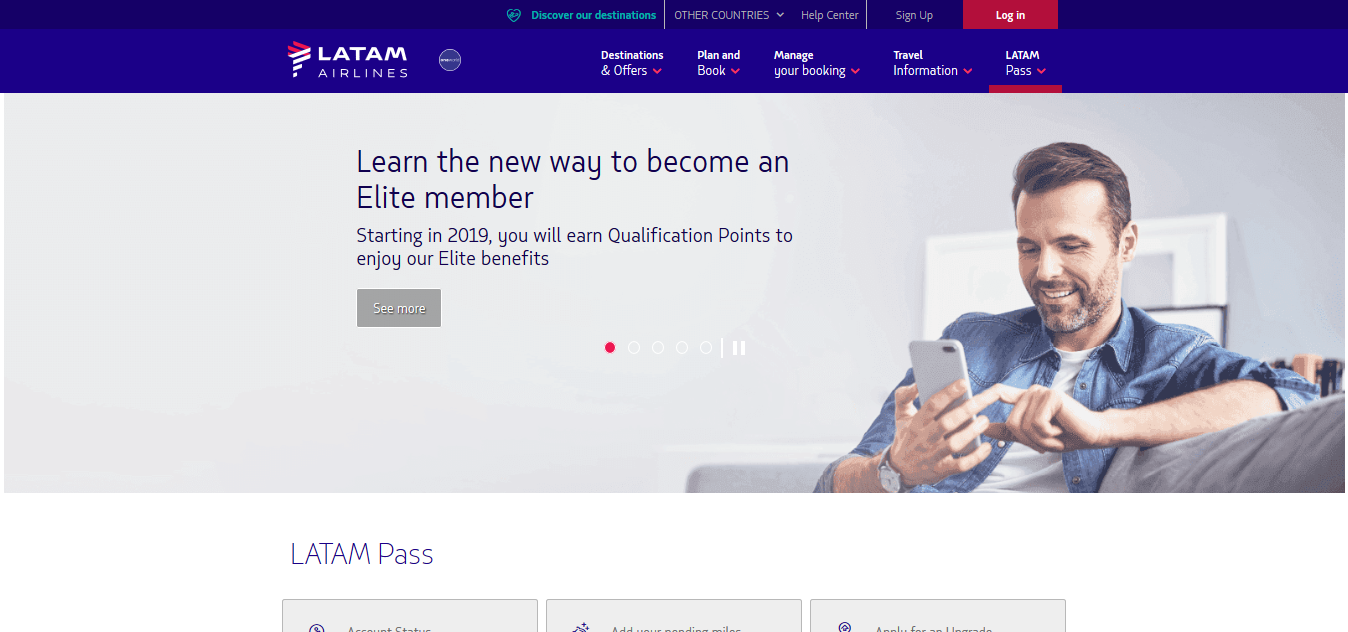 Discover our destinations
OTHER COUNTRIES
Help Center
Sign Up
Log in
LATAM
AIRLINES
Destinations
& Offers
Plan and
Book
Manage
your booking
Travel
Information
LATAM
Pass
Learn the new way to become an
Elite member
Starting in 2019, you will earn Qualification Points to
enjoy our Elite benefits
See more
LATAM Pass
Account Status
Add your pending miles
Apply for an Upgrade